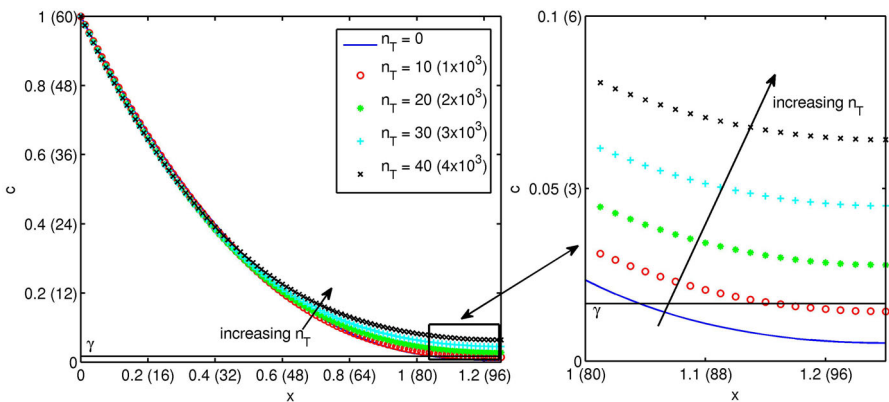 1 (60)
0.8 (48)
0.6 (36)
0.4 (24)
0.2 (12)
0
c
n_T = 0
n_T = 10 (1x10^3)
n_T = 20 (2x10^3)
n_T = 30 (3x10^3)
n_T = 40 (4x10^3)
increasing n_T
γ
0
0.2 (16)
0.4 (32)
0.6 (48)
0.8 (64)
1 (80)
1.2 (96)
x
0.1 (6)
0.05 (3)
0
c
increasing n_T
γ
1 (80)
1.1 (88)
1.2 (96)
x